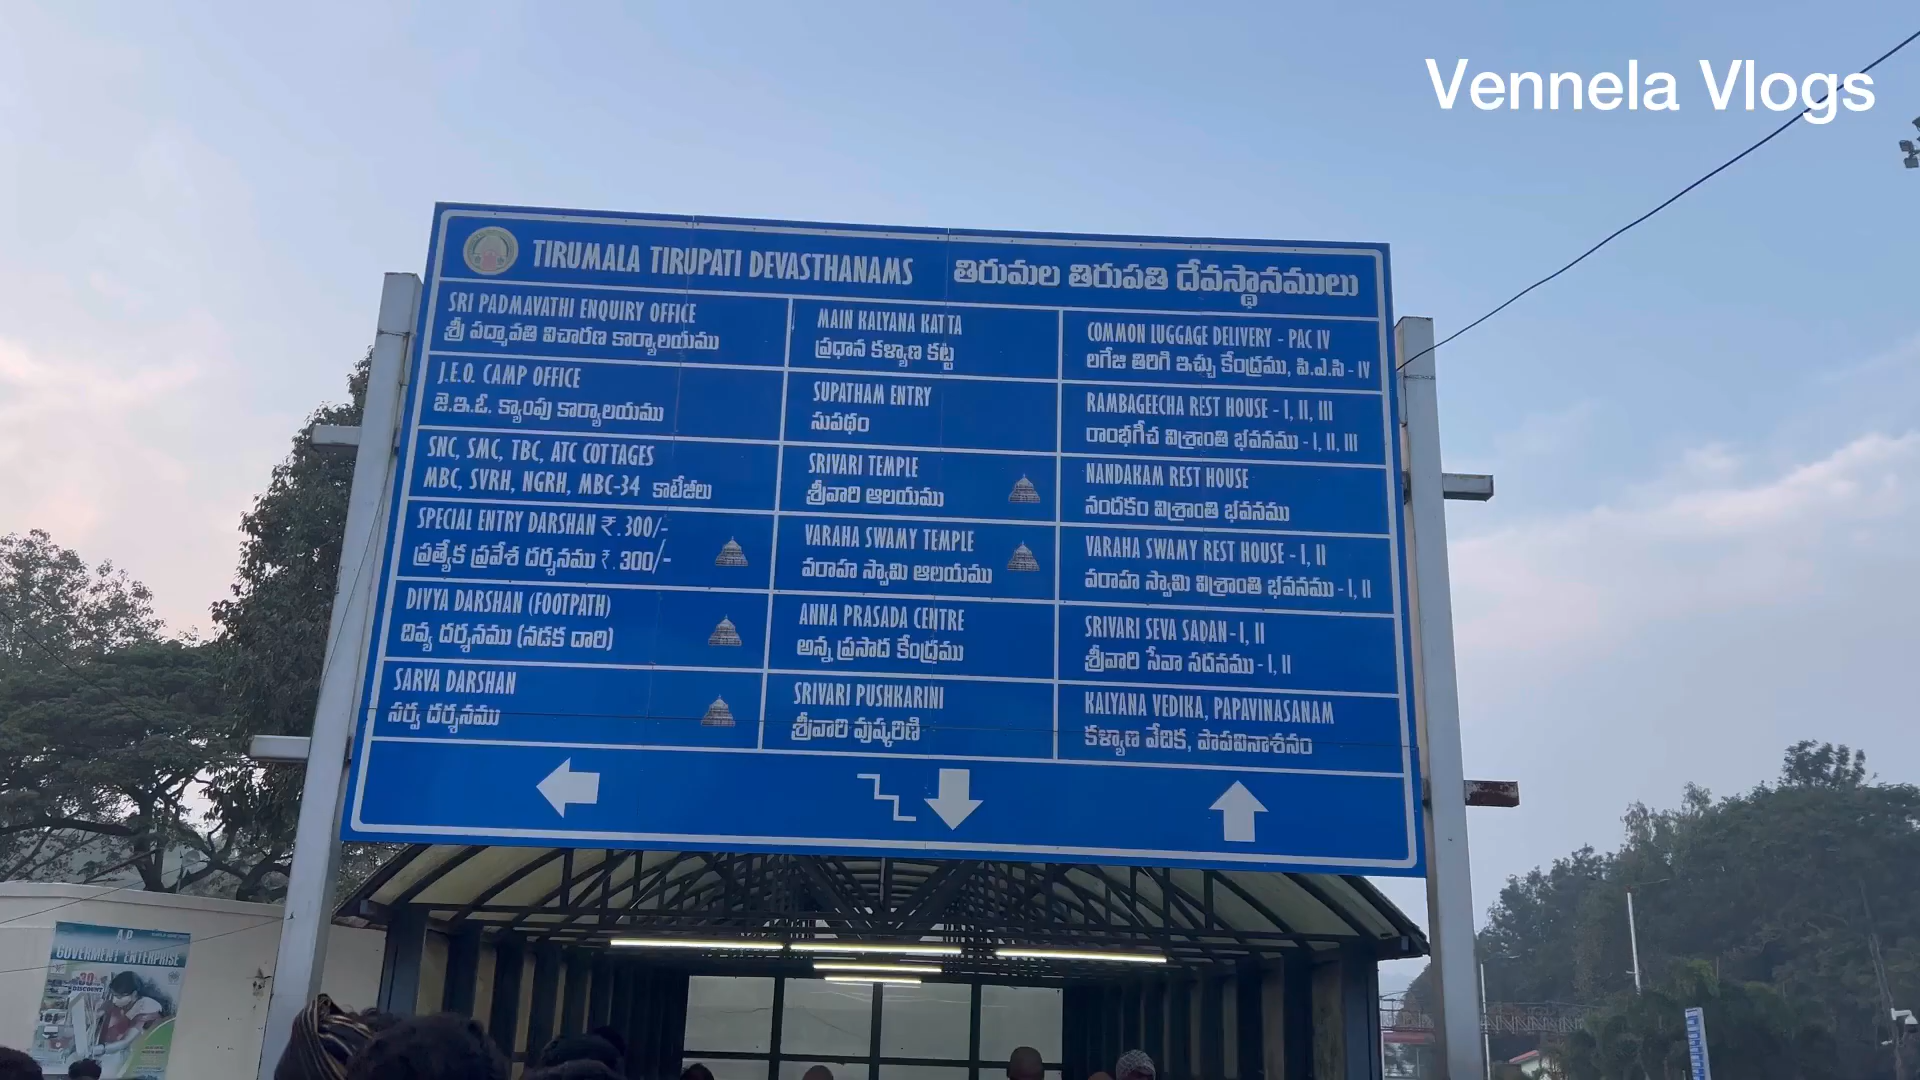 Vennela Vlogs
TIRUMALA TIRUPATI DEVASTHANAMS తిరుమల తిరుపతి దేవస్థానములు
SRI PADMAVATHI ENQUIRY OFFICE
శ్రీ పద్మావతి విచారణ కార్యాలయము
J.E.O. CAMP OFFICE
జె.ఇ.ఓ. క్యాంపు కార్యాలయము
SNC, SMC, TBC, ATC COTTAGES
MBC, SVRH, NGRH, MBC-34 కాటేజీలు
SPECIAL ENTRY DARSHAN ₹.300/-
ప్రత్యేక ప్రవేశ దర్శనము ₹.300/-
DIVYA DARSHAN (FOOTPATH)
దివ్య దర్శనము (నడక దారి)
SARVA DARSHAN
సర్వ దర్శనము
MAIN KALYANA KATTA
ప్రధాన కళ్యాణ కట్ట
SUPATHAM ENTRY
సుపథం
SRIVARI TEMPLE
శ్రీవారి ఆలయము
VARAHA SWAMY TEMPLE
వరాహ స్వామి ఆలయము
ANNA PRASADA CENTRE
అన్న ప్రసాద కేంద్రము
SRIVARI PUSHKARINI
శ్రీవారి పుష్కరిణి
COMMON LUGGAGE DELIVERY - PAC IV
లగేజి తిరిగి ఇచ్చు కేంద్రము, పి.ఎ.సి - IV
RAMBAGEECHA REST HOUSE - I, II, III
రాంభగీచ విశ్రాంతి భవనము - I, II, III
NANDAKAM REST HOUSE
నందకం విశ్రాంతి భవనము
VARAHA SWAMY REST HOUSE - I, II
వరాహ స్వామి విశ్రాంతి భవనము - I, II
SRIVARI SEVA SADAN - I, II
శ్రీవారి సేవా సదనము - I, II
KALYANA VEDIKA, PAPAVINASANAM
కళ్యాణ వేదిక, పాపవినాశనం
A.P
GOVERMENT ENTERPRISE
30%
DISCOUNT